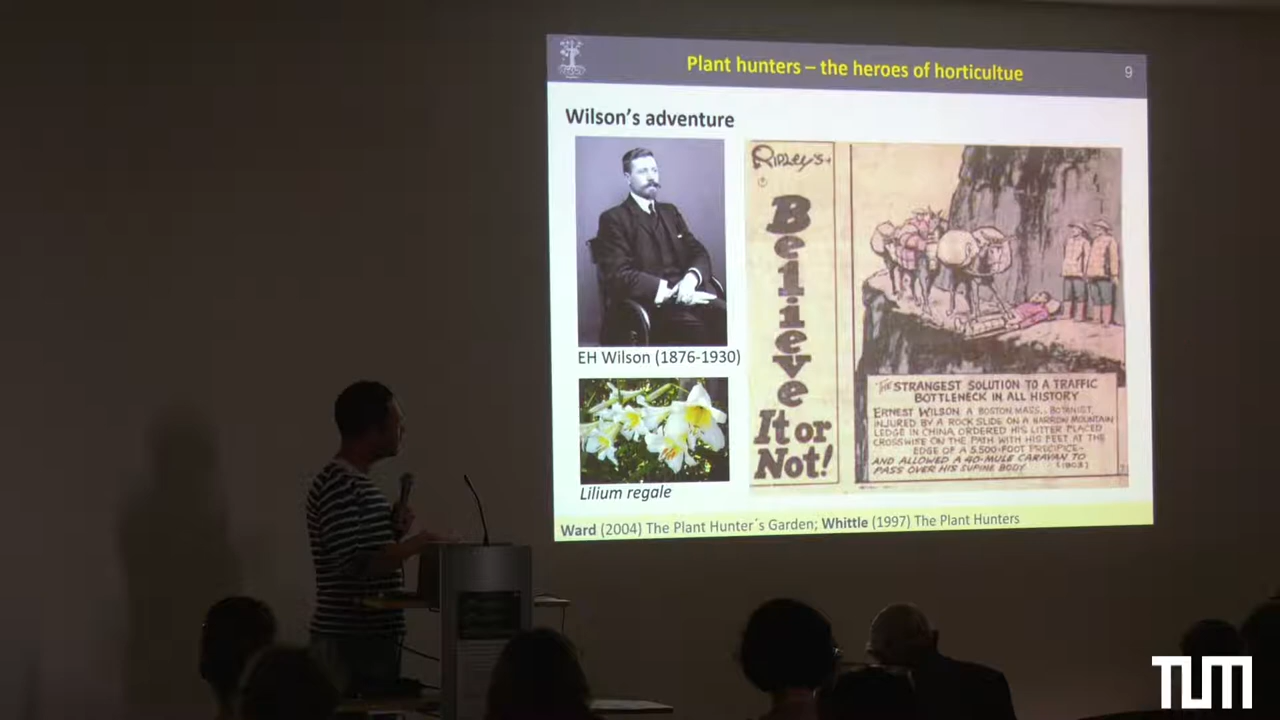 Plant hunters – the heroes of horticultue
9
Wilson's adventure
EH Wilson (1876-1930)
Lilium regale
Ripley's
Believe
It or
Not!
THE STRANGEST SOLUTION TO A TRAFFIC
BOTTLENECK IN ALL HISTORY
ERNEST WILSON A BOSTON MASS., BOTANIST,
INJURED BY A ROCK SLIDE ON A NARROW MOUNTAIN
LEDGE IN CHINA, ORDERED HIS LITTER PLACED
CROSSWISE ON THE PATH WITH HIS FEET AT THE
EDGE OF A 5,500-FOOT PRECIPICE-
AND ALLOWED A 40-MULE CARAVAN TO
PASS OVER HIS SUPINE BODY
(1903)
Ward (2004) The Plant Hunter´s Garden; Whittle (1997) The Plant Hunters
TUM